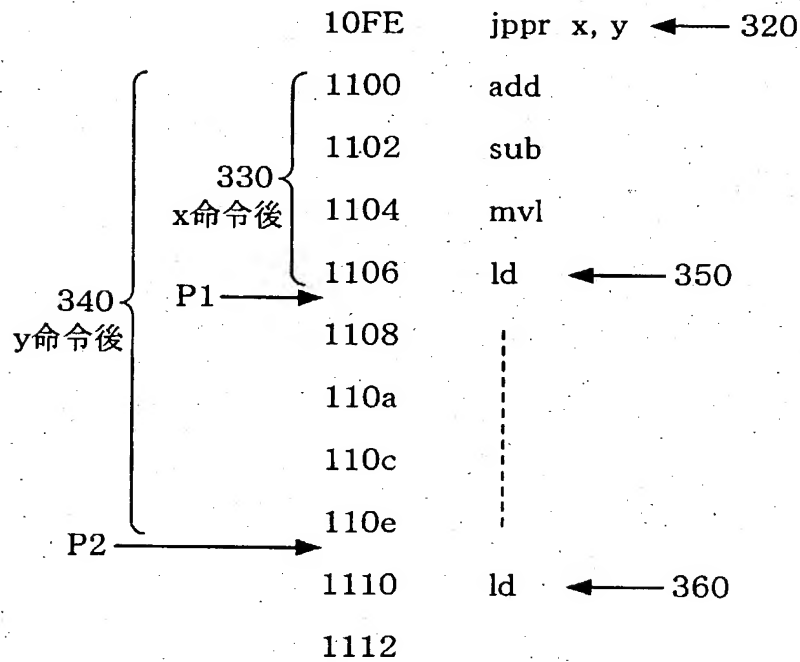 10FE jppr x, y 320
1100 add
1102 sub
330
x命令後
1104 mvl
1106 ld 350
340
y命令後
P1
1108
110a
110c
110e
P2
1110 ld 360
1112